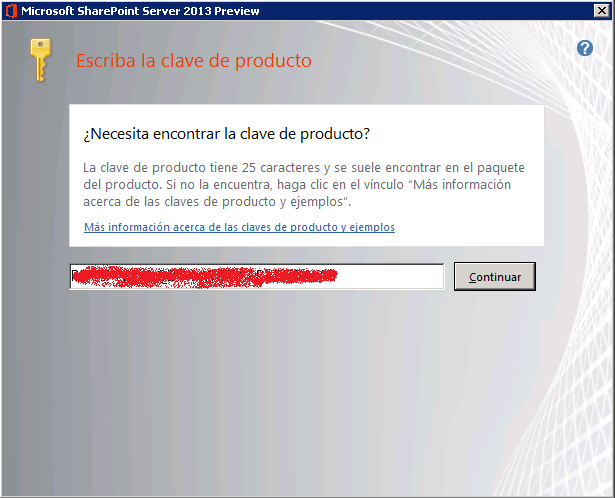 Microsoft SharePoint Server 2013 Preview
Escriba la clave de producto
¿Necesita encontrar la clave de producto?
La clave de producto tiene 25 caracteres y se suele encontrar en el paquete
del producto. Si no la encuentra, haga clic en el vínculo “Más información
acerca de las claves de producto y ejemplos”.
Más información acerca de las claves de producto y ejemplos
Continuar